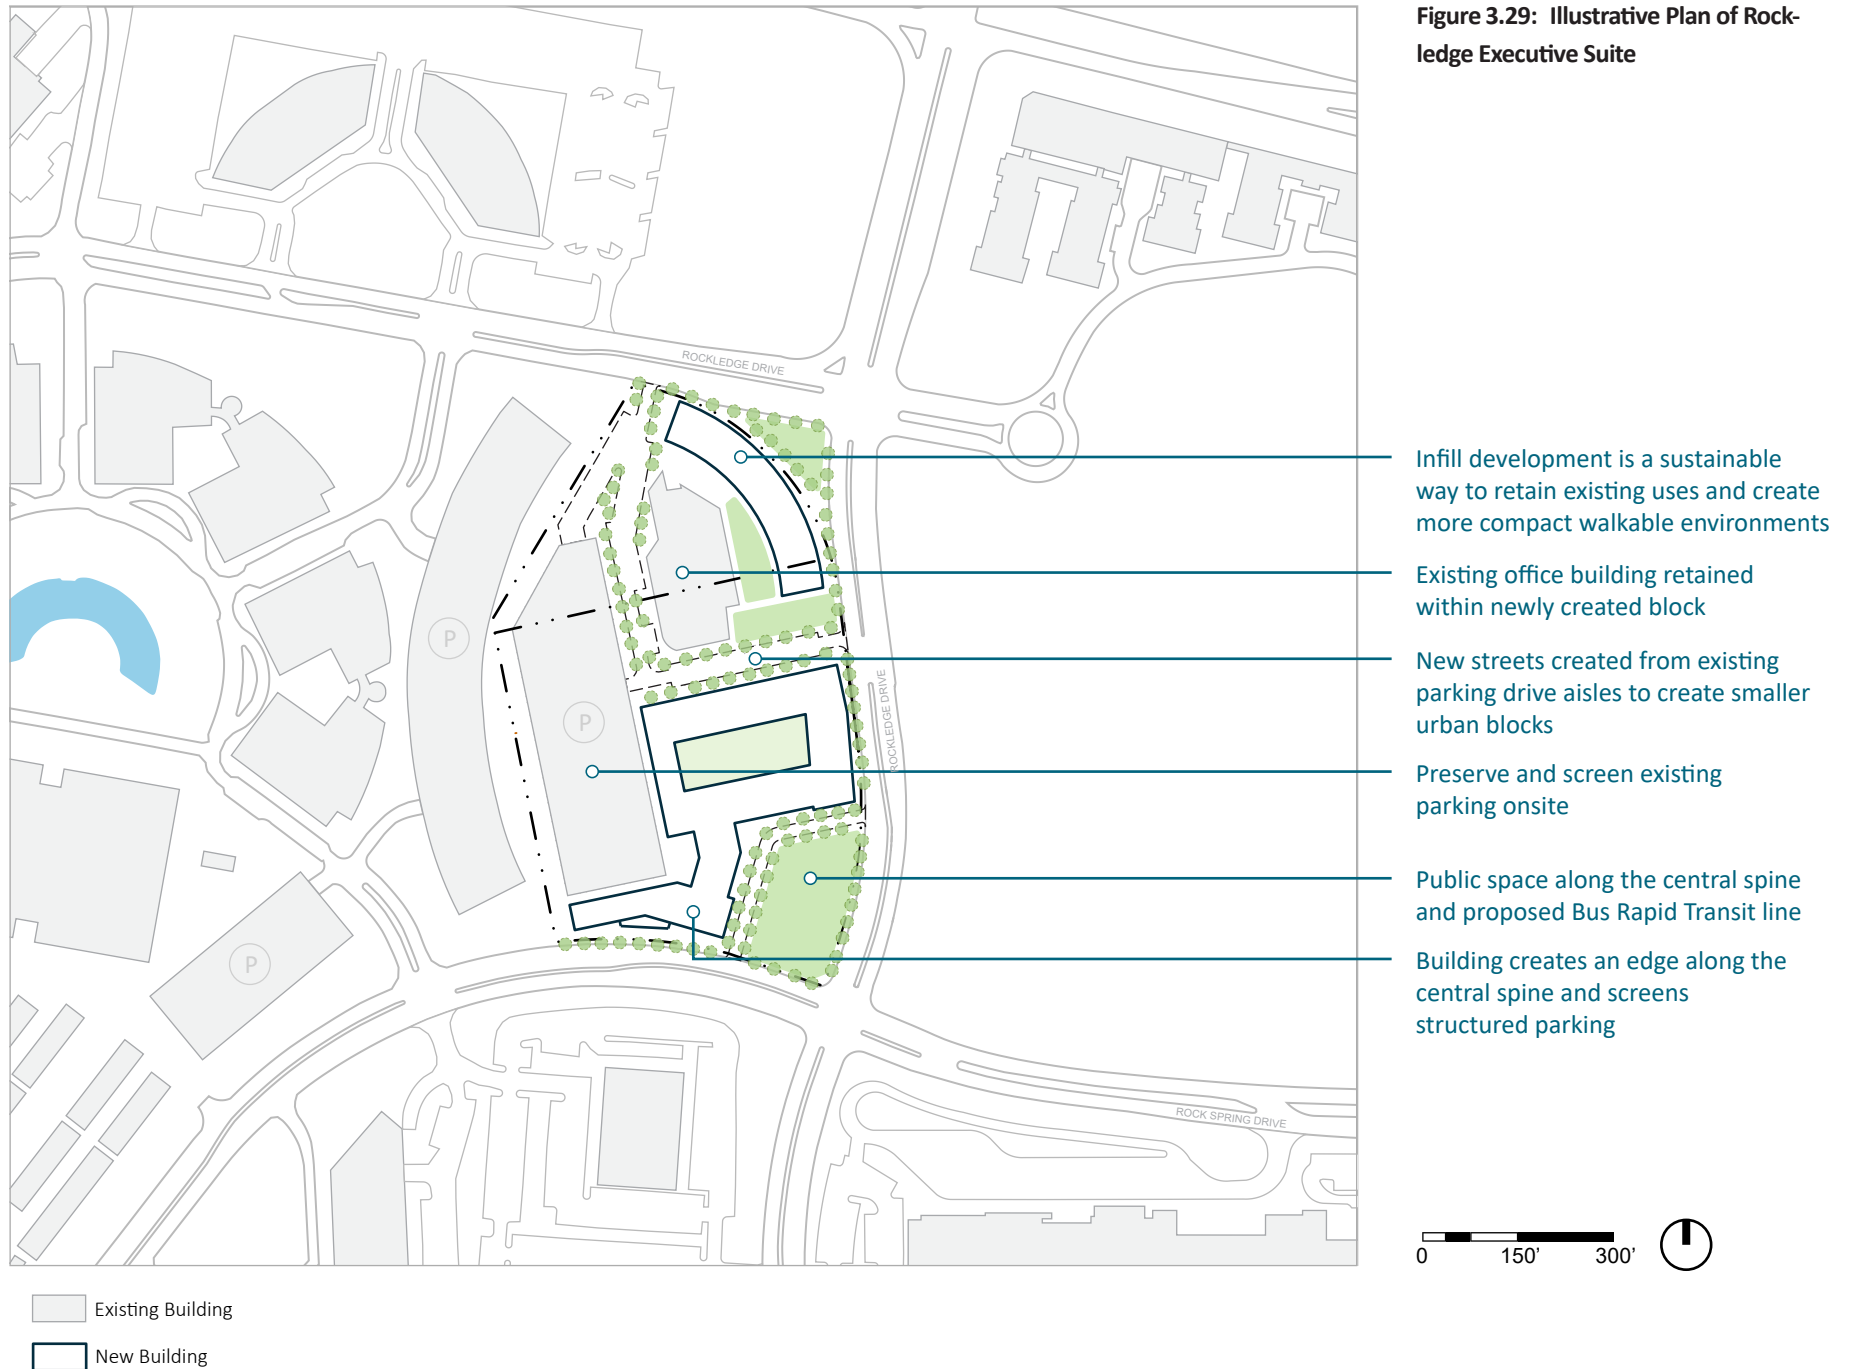 Figure 3.29: Illustrative Plan of Rock-
ledge Executive Suite
ROCKLEDGE DRIVE
Infill development is a sustainable
way to retain existing uses and create
more compact walkable environments
Existing office building retained
within newly created block
P
New streets created from existing
parking drive aisles to create smaller
urban blocks
ROCKLEDGE DRIVE
P
Preserve and screen existing
parking onsite
Public space along the central spine
and proposed Bus Rapid Transit line
P
Building creates an edge along the
central spine and screens
structured parking
ROCK SPRING DRIVE
0 150’ 300’
Existing Building
New Building